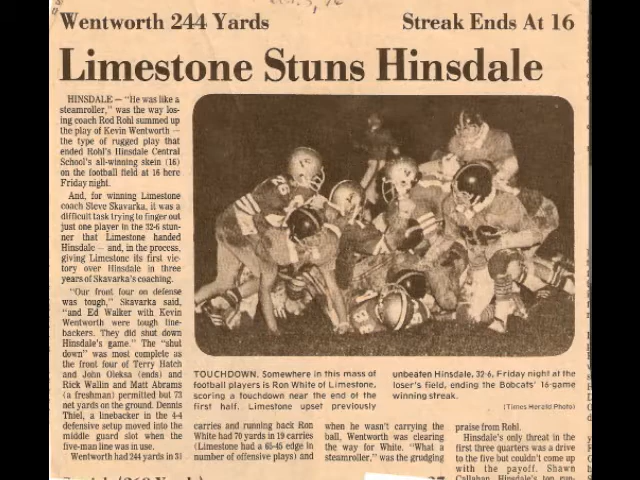 Wentworth 244 Yards
Streak Ends At 16
Limestone Stuns Hinsdale
HINSDALE — "He was like a
steamroller," was the way los-
ing coach Rod Rohl summed up
the play of Kevin Wentworth —
the type of rugged play that
ended Rohl's Hinsdale Central
School's all-winning skein (16)
on the football field at 16 here
Friday night.
And, for winning Limestone
coach Steve Skavarka, it was a
difficult task trying to finger out
just one player in the 32-6 stun-
ner that Limestone handed
Hinsdale — and, in the process,
giving Limestone its first vic-
tory over Hinsdale in three
years of Skavarka's coaching.
"Our front four on defense
was tough," Skavarka said,
"and Ed Walker with Kevin
Wentworth were tough line-
backers. They did shut down
Hinsdale's game." The "shut
down" was most complete as
the front four of Terry Hatch
and John Oleksa (ends) and
Rick Wallin and Matt Abrams
(a freshman) permitted but 73
net yards on the ground. Dennis
Thiel, a linebacker in the 4-4
defensive setup moved into the
middle guard slot when the
five-man line was in use.
Wentworth had 244 yards in 31
TOUCHDOWN. Somewhere in this mass of
football players is Ron White of Limestone,
scoring a touchdown near the end of the
first half. Limestone upset previously
unbeaten Hinsdale, 32-6, Friday night at the
loser's field, ending the Bobcats' 16-game
winning streak.
(Times Herald Photo)
carries and running back Ron
White had 70 yards in 19 carries
(Limestone had a 65-45 edge in
number of offensive plays) and
when he wasn't carrying the
ball, Wentworth was clearing
the way for White. "What a
steamroller," was the grudging
praise from Rohl.
Hinsdale's only threat in the
first three quarters was a drive
to the five but couldn't come up
with the payoff. Shawn
Callahan, Hinsdale's top run-